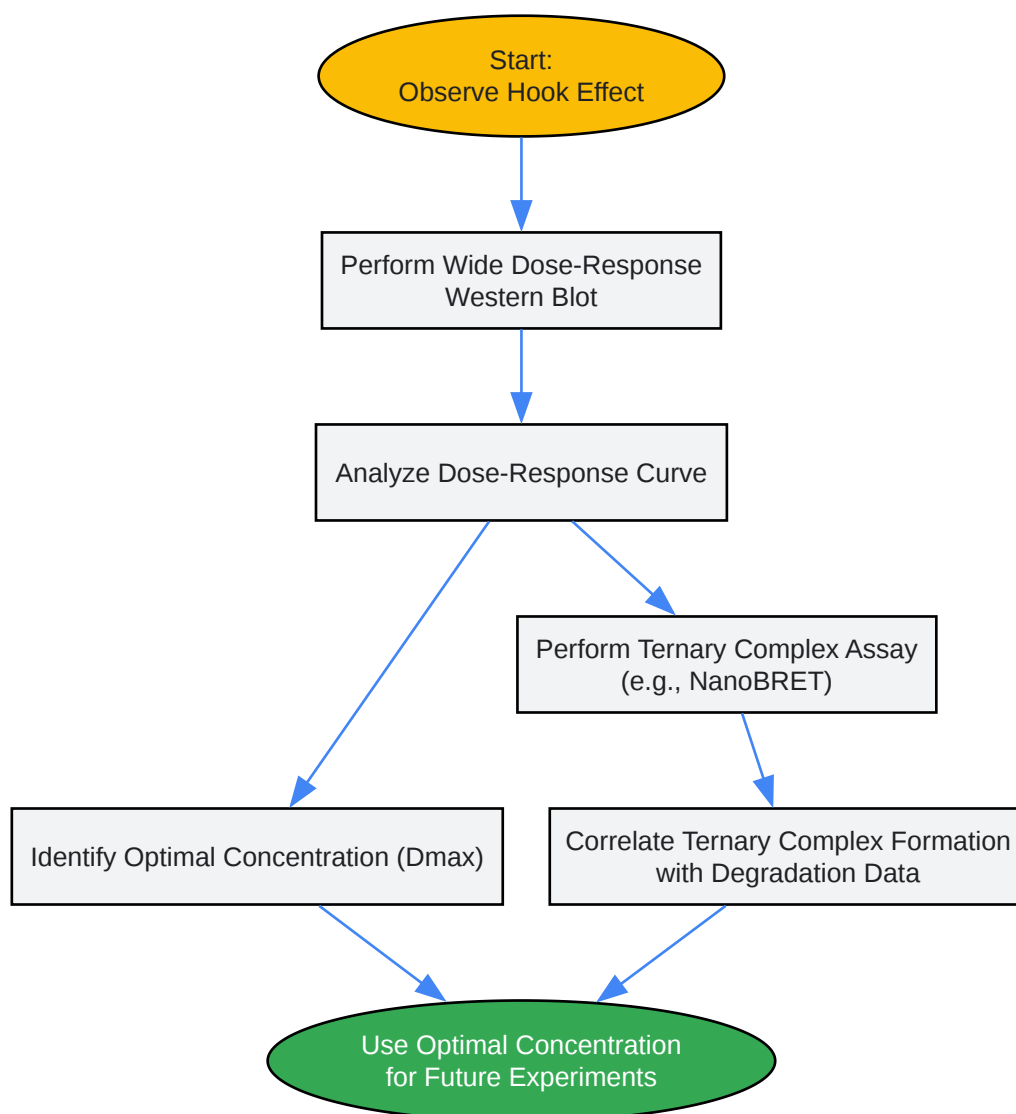 Start:
Observe Hook Effect
Perform Wide Dose-Response
Western Blot
Analyze Dose-Response Curve
Perform Ternary Complex Assay
(e.g., NanoBRET)
Identify Optimal Concentration (Dmax)
Correlate Ternary Complex Formation
with Degradation Data
Use Optimal Concentration
for Future Experiments